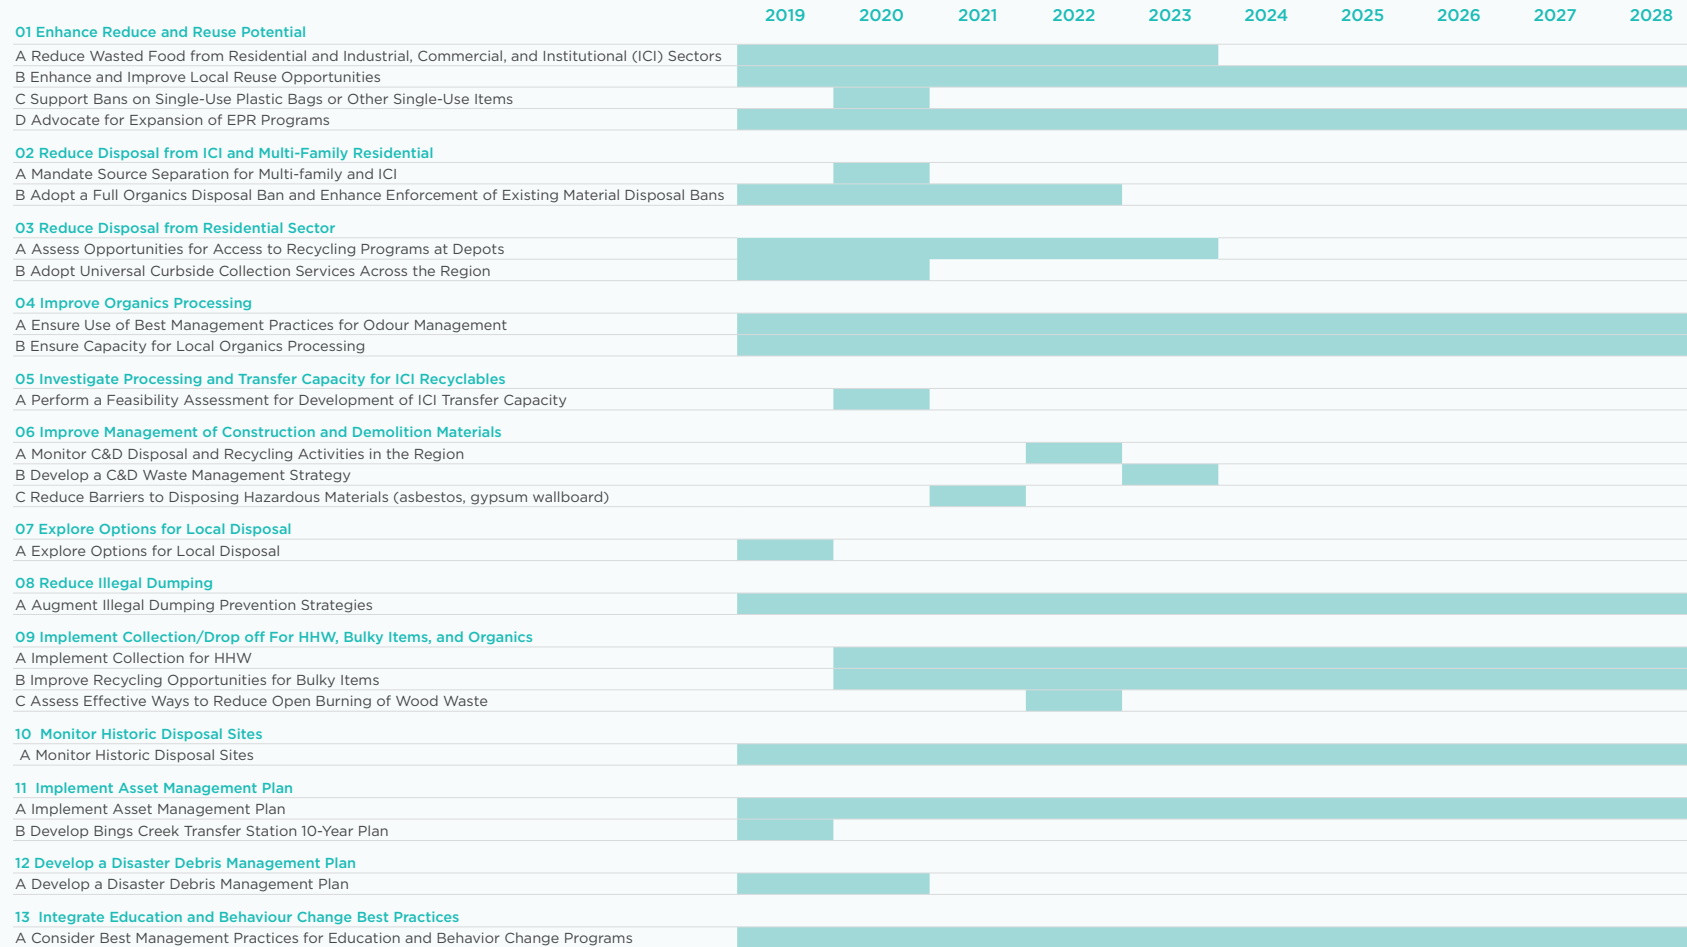 2019 2020 2021 2022 2023 2024 2025 2026 2027 2028
01 Enhance Reduce and Reuse Potential
A Reduce Wasted Food from Residential and Industrial, Commercial, and Institutional (ICI) Sectors
B Enhance and Improve Local Reuse Opportunities
C Support Bans on Single-Use Plastic Bags or Other Single-Use Items
D Advocate for Expansion of EPR Programs
02 Reduce Disposal from ICI and Multi-Family Residential
A Mandate Source Separation for Multi-family and ICI
B Adopt a Full Organics Disposal Ban and Enhance Enforcement of Existing Material Disposal Bans
03 Reduce Disposal from Residential Sector
A Assess Opportunities for Access to Recycling Programs at Depots
B Adopt Universal Curbside Collection Services Across the Region
04 Improve Organics Processing
A Ensure Use of Best Management Practices for Odour Management
B Ensure Capacity for Local Organics Processing
05 Investigate Processing and Transfer Capacity for ICI Recyclables
A Perform a Feasibility Assessment for Development of ICI Transfer Capacity
06 Improve Management of Construction and Demolition Materials
A Monitor C&D Disposal and Recycling Activities in the Region
B Develop a C&D Waste Management Strategy
C Reduce Barriers to Disposing Hazardous Materials (asbestos, gypsum wallboard)
07 Explore Options for Local Disposal
A Explore Options for Local Disposal
08 Reduce Illegal Dumping
A Augment Illegal Dumping Prevention Strategies
09 Implement Collection/Drop off For HHW, Bulky Items, and Organics
A Implement Collection for HHW
B Improve Recycling Opportunities for Bulky Items
C Assess Effective Ways to Reduce Open Burning of Wood Waste
10 Monitor Historic Disposal Sites
A Monitor Historic Disposal Sites
11 Implement Asset Management Plan
A Implement Asset Management Plan
B Develop Bings Creek Transfer Station 10-Year Plan
12 Develop a Disaster Debris Management Plan
A Develop a Disaster Debris Management Plan
13 Integrate Education and Behaviour Change Best Practices
A Consider Best Management Practices for Education and Behavior Change Programs